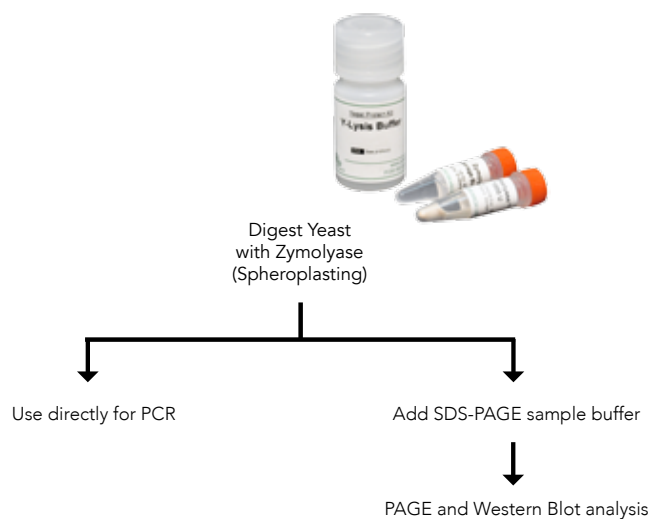 Y-Lysis Buffer
Digest Yeast
with Zymolyase
(Spheroplasting)
Use directly for PCR
Add SDS-PAGE sample buffer
PAGE and Western Blot analysis